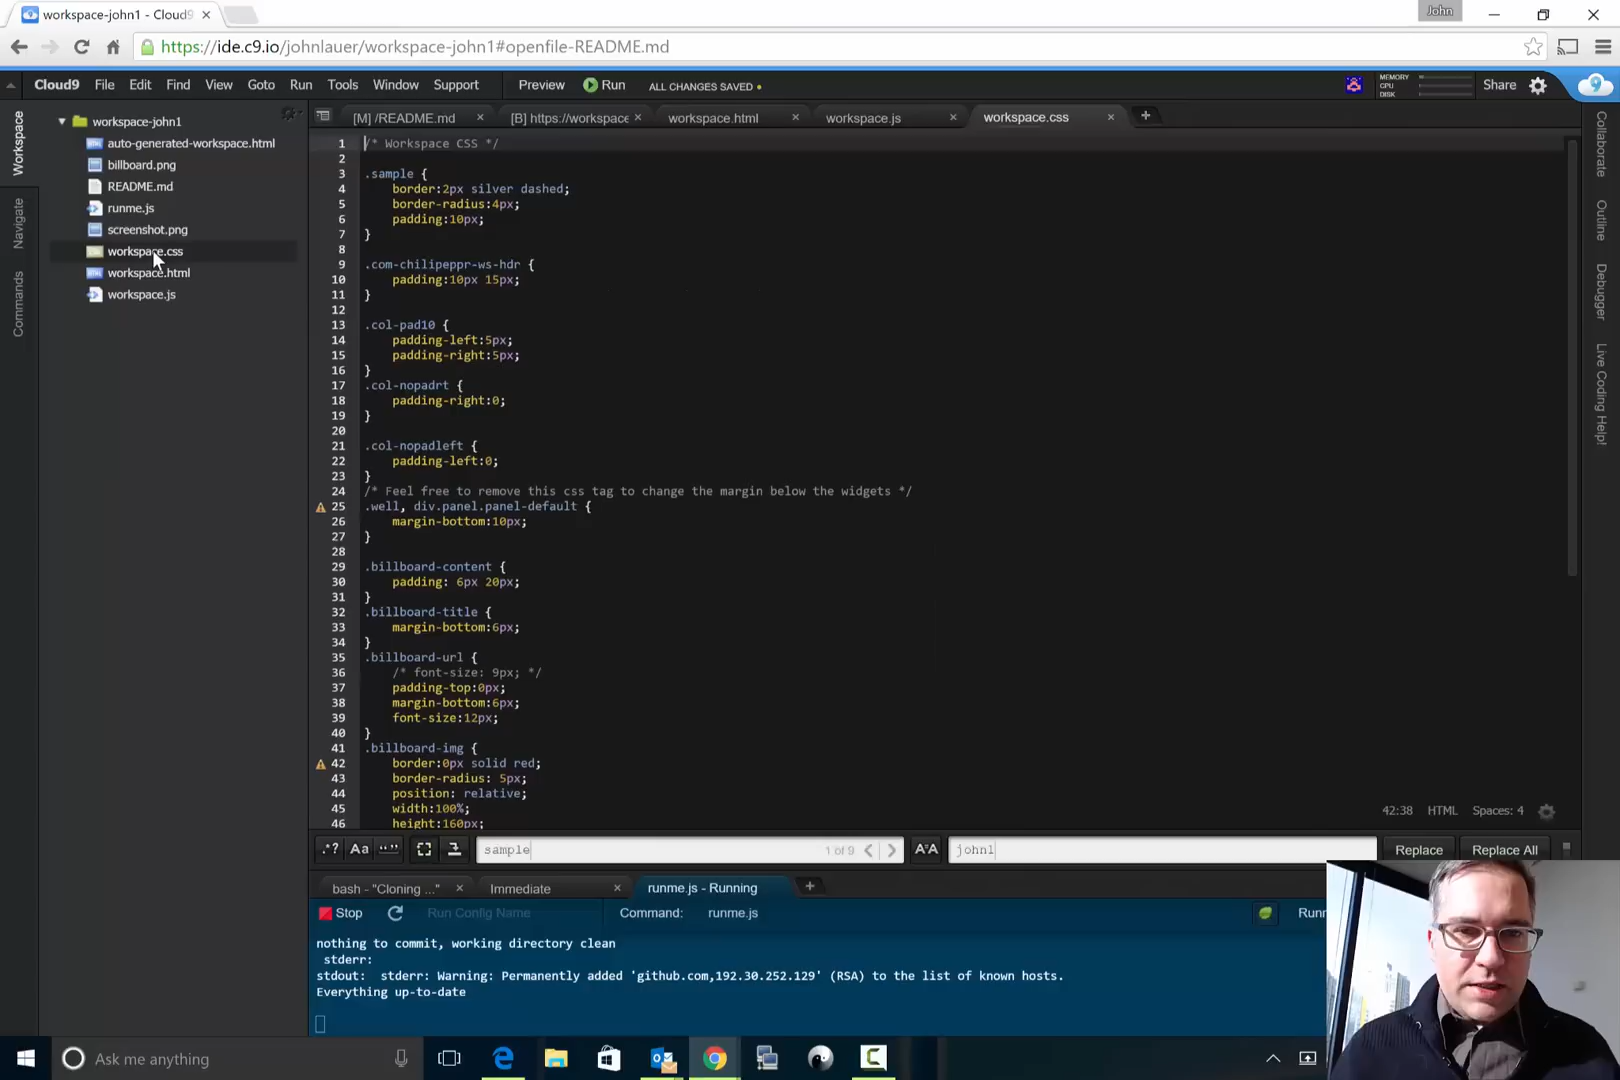 workspace-john1 - Cloud9
John
https://ide.c9.io/johnlauer/workspace-john1#openfile-README.md
Cloud9 File Edit Find View Goto Run Tools Window Support Preview Run ALL CHANGES SAVED MEMORY CPU DISK Share
Workspace
Navigate
Commands
workspace-john1
auto-generated-workspace.html
billboard.png
README.md
runme.js
screenshot.png
workspace.css
workspace.html
workspace.js
[M] /README.md [B] https://workspace workspace.html workspace.js workspace.css
1 /* Workspace CSS */
2
3 .sample {
4 border:2px silver dashed;
5 border-radius:4px;
6 padding:10px;
7 }
8
9 .com-chilipeppr-ws-hdr {
10 padding:10px 15px;
11 }
12
13 .col-pad10 {
14 padding-left:5px;
15 padding-right:5px;
16 }
17 .col-nopadrt {
18 padding-right:0;
19 }
20
21 .col-nopadleft {
22 padding-left:0;
23 }
24 /* Feel free to remove this css tag to change the margin below the widgets */
25 .well, div.panel.panel-default {
26 margin-bottom:10px;
27 }
28
29 .billboard-content {
30 padding: 6px 20px;
31 }
32 .billboard-title {
33 margin-bottom:6px;
34 }
35 .billboard-url {
36 /* font-size: 9px; */
37 padding-top:0px;
38 margin-bottom:6px;
39 font-size:12px;
40 }
41 .billboard-img {
42 border:0px solid red;
43 border-radius: 5px;
44 position: relative;
45 width:100%;
46 height:160px;
42:38 HTML Spaces: 4
Collaborate
Outline
Debugger
Live Coding Help!
.* ? Aa "" sample 1 of 9 AA john1 Replace Replace All
bash - "Cloning ..." Immediate runme.js - Running
Stop Run Config Name Command: runme.js Runn
nothing to commit, working directory clean
stderr:
stdout: stderr: Warning: Permanently added 'github.com,192.30.252.129' (RSA) to the list of known hosts.
Everything up-to-date
Ask me anything